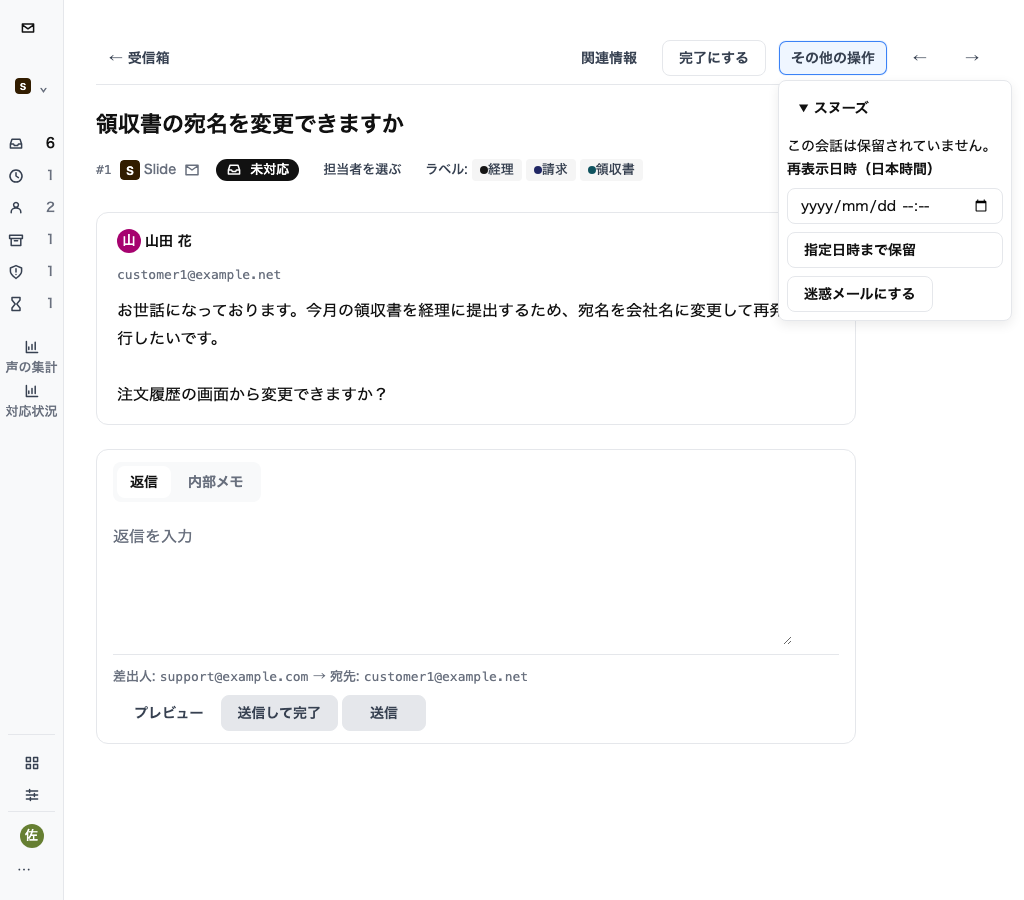 S
6
1
2
1
1
1
声の集計
対応状況
佐
…
← 受信箱
関連情報
完了にする
その他の操作
←
→
領収書の宛名を変更できますか
#1 S Slide 未対応 担当者を選ぶ ラベル: 経理 請求 領収書
▼ スヌーズ
この会話は保留されていません。
再表示日時（日本時間）
yyyy/mm/dd --:--
指定日時まで保留
迷惑メールにする
山 山田 花
customer1@example.net
お世話になっております。今月の領収書を経理に提出するため、宛名を会社名に変更して再発
行したいです。
注文履歴の画面から変更できますか？
返信 内部メモ
返信を入力
差出人: support@example.com → 宛先: customer1@example.net
プレビュー 送信して完了 送信